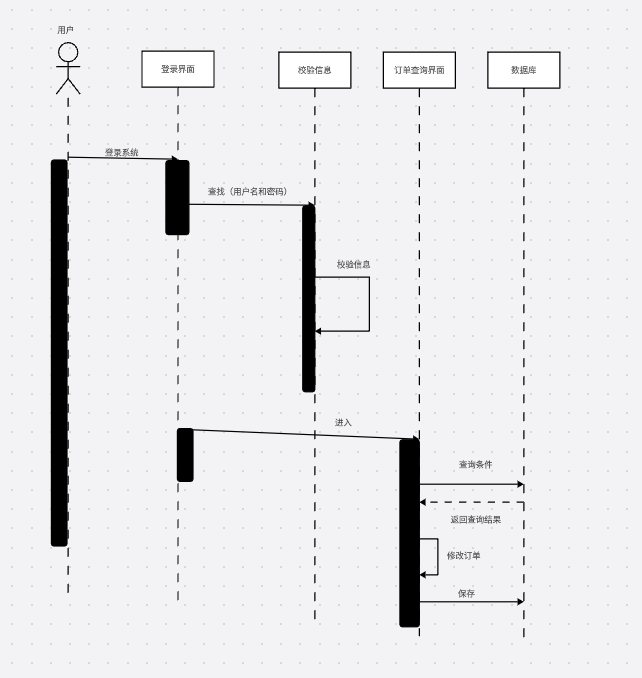 用户
登录界面
校验信息
订单查询界面
数据库
登录系统
查找（用户名和密码）
校验信息
进入
查询条件
返回查询结果
修改订单
保存